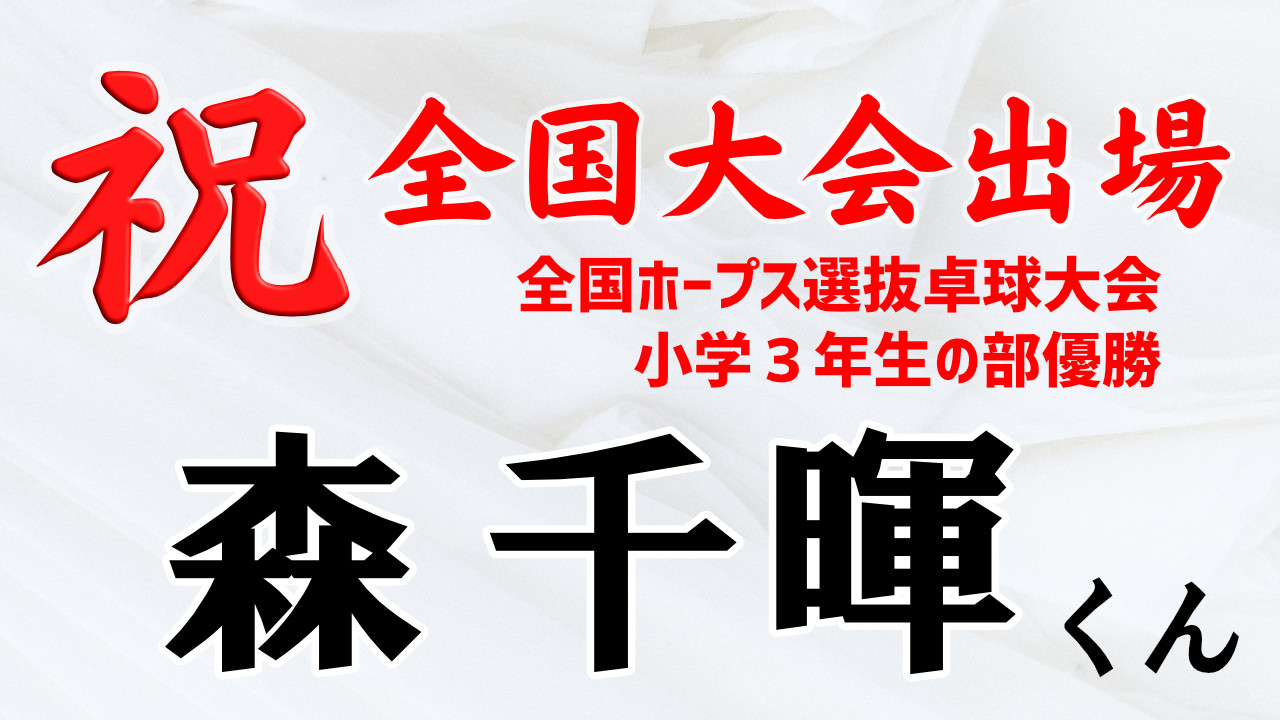 祝 全国大会出場
全国ホープス選抜卓球大会
小学３年生の部優勝
森千暉くん